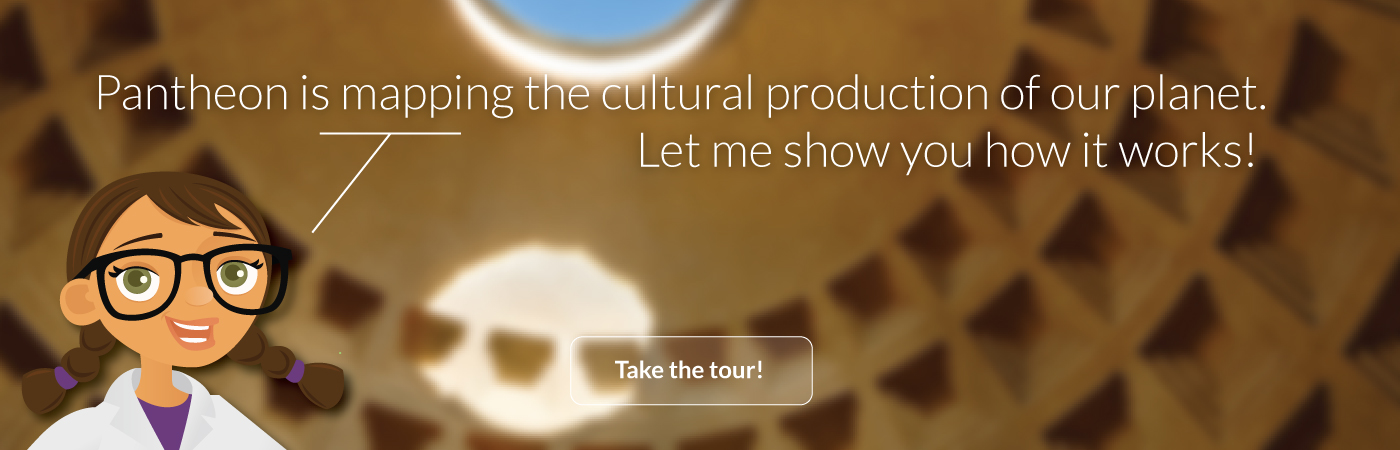 Pantheon is mapping the cultural production of our planet.
Let me show you how it works!
Take the tour!